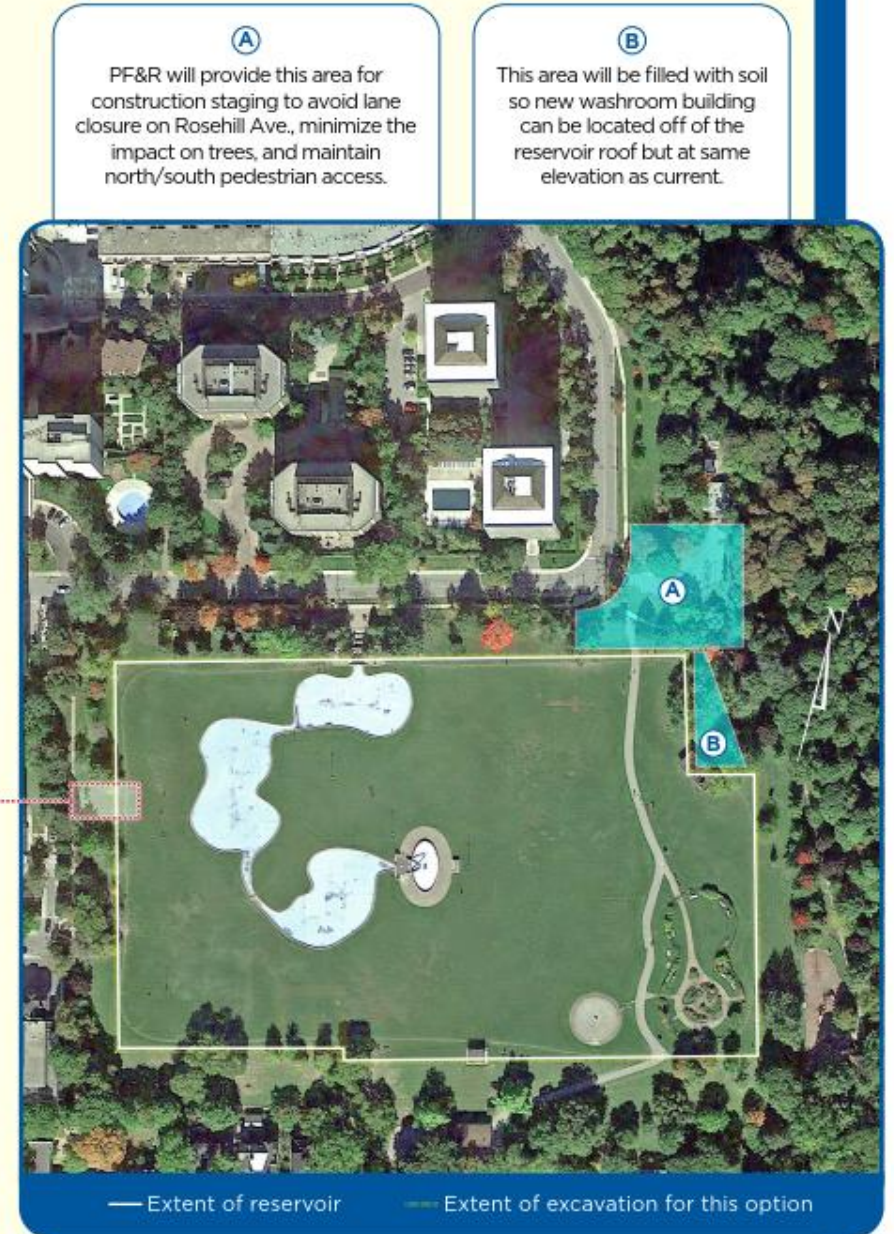 A
PF&R will provide this area for
construction staging to avoid lane
closure on Rosehill Ave., minimize the
impact on trees, and maintain
north/south pedestrian access.
B
This area will be filled with soil
so new washroom building
can be located off of the
reservoir roof but at same
elevation as current.
A
B
Extent of reservoir
Extent of excavation for this option